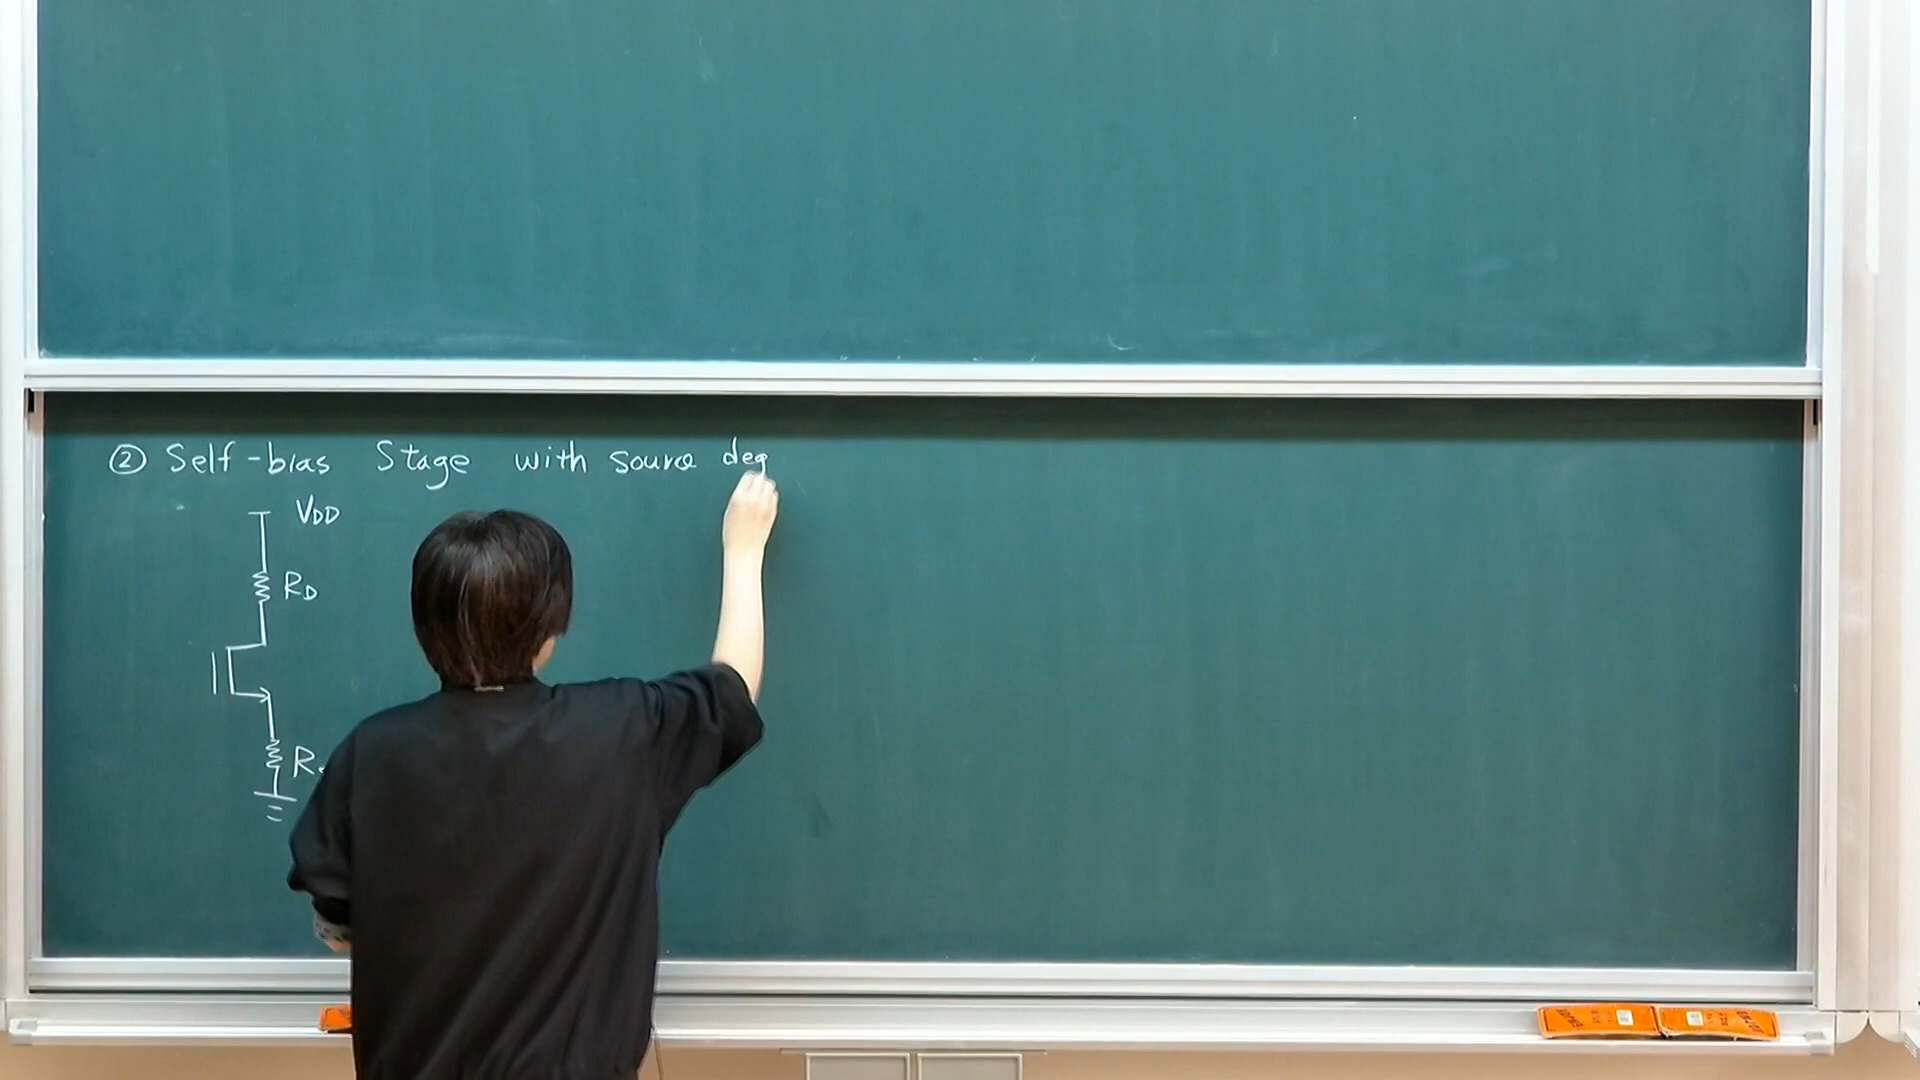 ② Self-bias Stage with source deg
VDD
RD
R